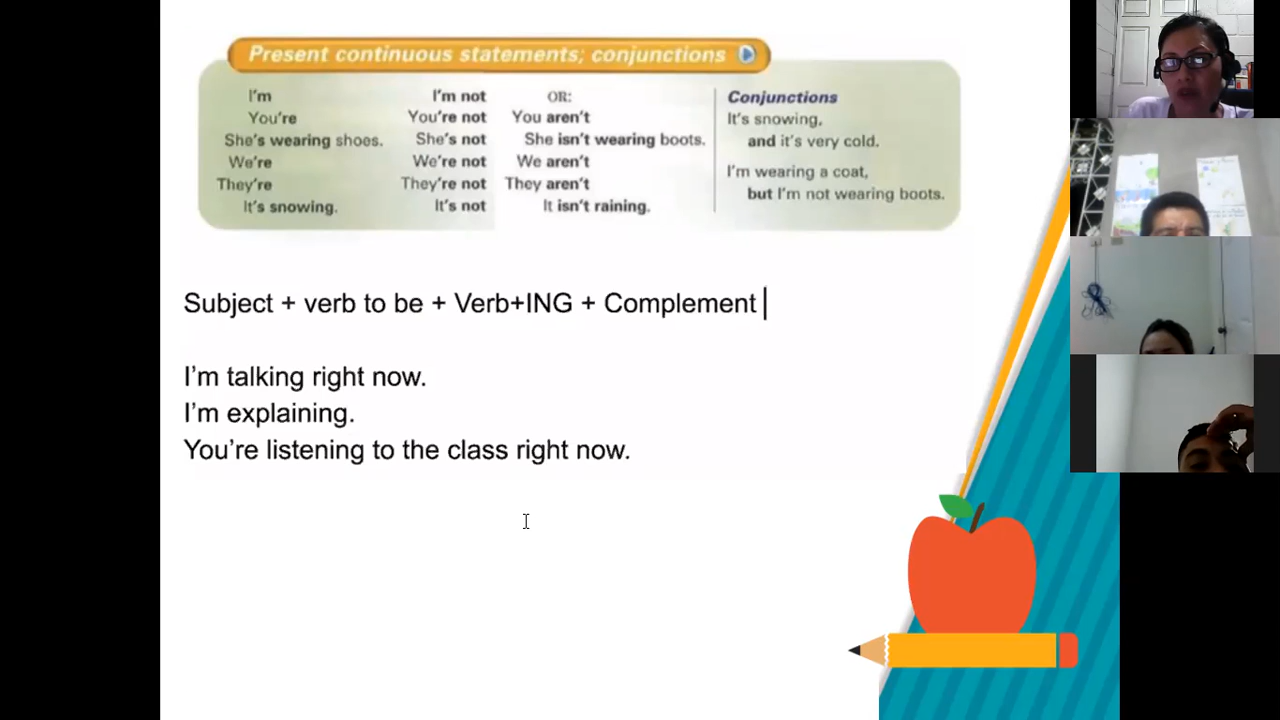 Present continuous statements; conjunctions
I'm I'm not OR: Conjunctions
You're You're not You aren't It's snowing,
She's wearing shoes. She's not She isn't wearing boots. and it's very cold.
We're We're not We aren't I'm wearing a coat,
They're They're not They aren't but I'm not wearing boots.
It's snowing. It's not It isn't raining.
Subject + verb to be + Verb+ING + Complement
I'm talking right now.
I'm explaining.
You're listening to the class right now.